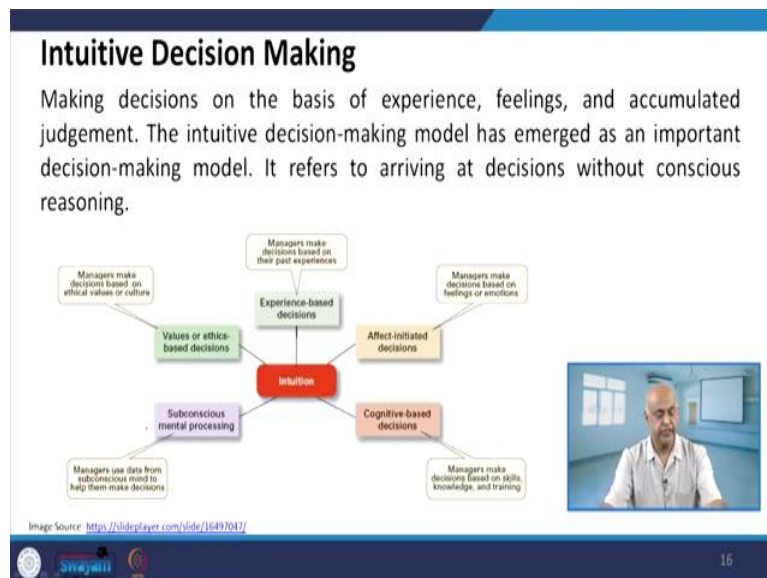 Intuitive Decision Making
Making decisions on the basis of experience, feelings, and accumulated
judgement. The intuitive decision-making model has emerged as an important
decision-making model. It refers to arriving at decisions without conscious
reasoning.
Managers make
decisions based on
their past experiences
Managers make
decisions based on
ethical values or culture
Managers make
decisions based on
feelings or emotions
Experience-based
decisions
Values or ethics-
based decisions
Affect-initiated
decisions
Intuition
Subconscious
mental processing
Cognitive-based
decisions
Managers use data from
subconscious mind to
help them make decisions
Managers make
decisions based on skills,
knowledge, and training
Image Source https://slideplayer.com/slide/16497047/
swayam
16